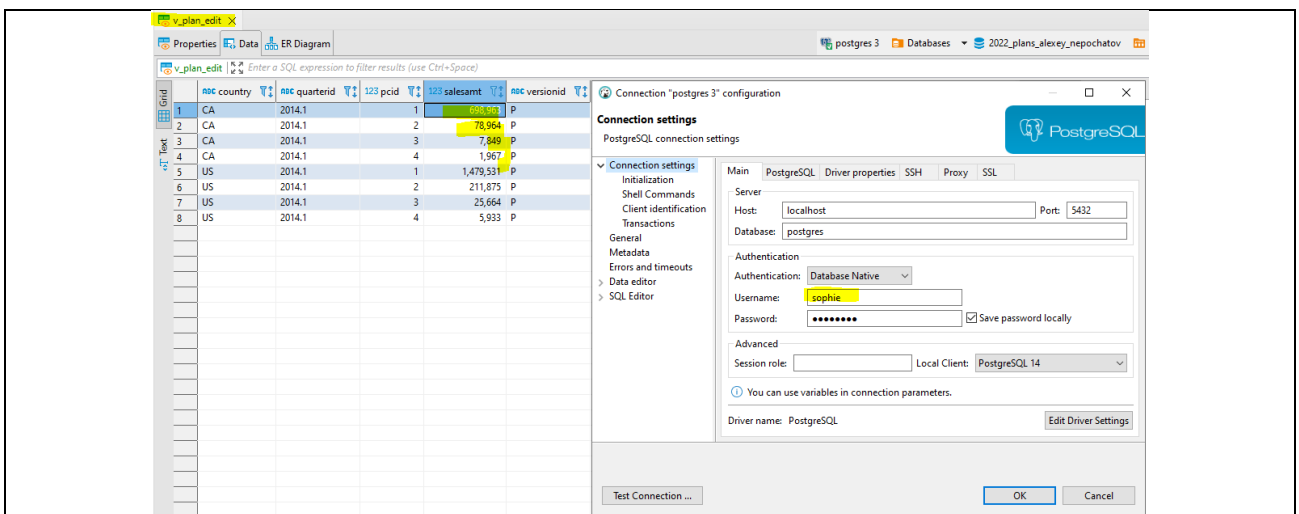 v_plan_edit
Properties Data ER Diagram postgres 3 Databases 2022_plans_alexey_nepochatov
v_plan_edit Enter a SQL expression to filter results (use Ctrl+Space)
Grid
Text
ABC country ABC quarterid 123 pcid 123 salesamt ABC versionid
1 CA 2014.1 1 698,963 P
2 CA 2014.1 2 78,964 P
3 CA 2014.1 3 7,849 P
4 CA 2014.1 4 1,967 P
5 US 2014.1 1 1,479,531 P
6 US 2014.1 2 211,875 P
7 US 2014.1 3 25,664 P
8 US 2014.1 4 5,933 P
Connection "postgres 3" configuration
Connection settings
PostgreSQL connection settings
PostgreSQL
Connection settings
Initialization
Shell Commands
Client identification
Transactions
General
Metadata
Errors and timeouts
Data editor
SQL Editor
Main PostgreSQL Driver properties SSH Proxy SSL
Server
Host: localhost Port: 5432
Database: postgres
Authentication
Authentication: Database Native
Username: sophie
Password: •••••••• Save password locally
Advanced
Session role: Local Client: PostgreSQL 14
You can use variables in connection parameters.
Driver name: PostgreSQL Edit Driver Settings
Test Connection ... OK Cancel